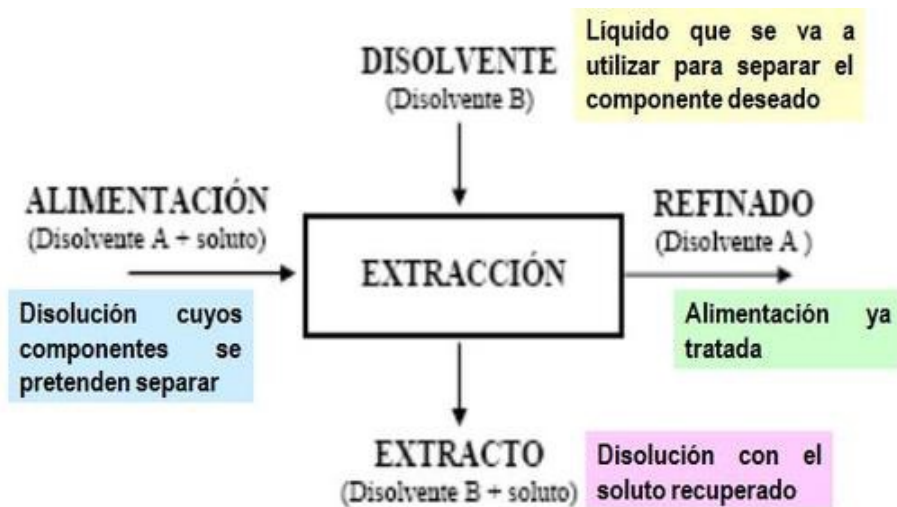 DISOLVENTE
(Disolvente B)
Líquido que se va a
utilizar para separar el
componente deseado
ALIMENTACIÓN
(Disolvente A + soluto)
REFINADO
(Disolvente A )
EXTRACCIÓN
Disolución cuyos
componentes se
pretenden separar
Alimentación ya
tratada
EXTRACTO
(Disolvente B + soluto)
Disolución con el
soluto recuperado